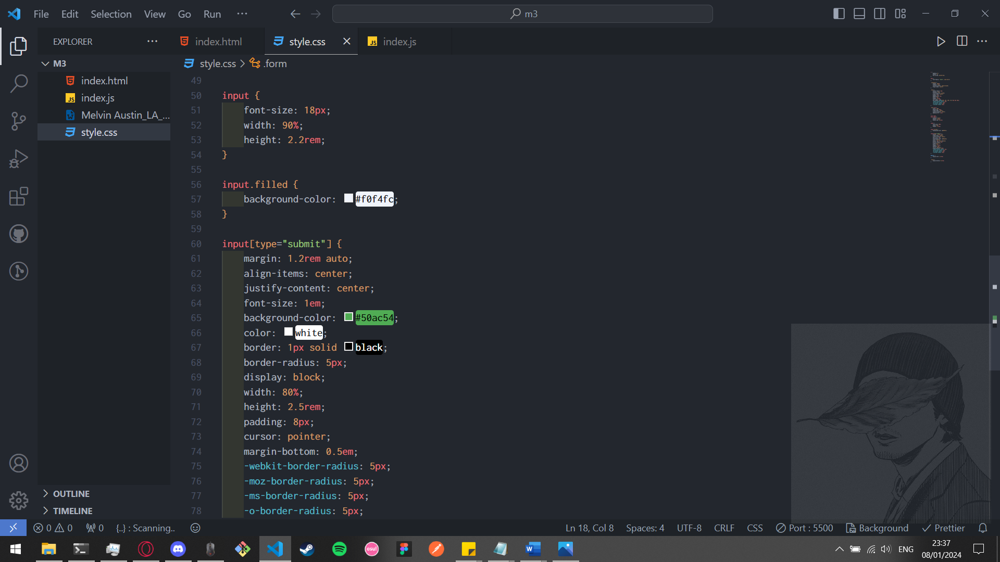 File Edit Selection View Go Run ...
m3
EXPLORER ...
index.html
style.css
index.js
M3
index.html
index.js
Melvin Austin_LA_...
style.css
OUTLINE
TIMELINE
style.css > .form
49
50 input {
51 font-size: 18px;
52 width: 90%;
53 height: 2.2rem;
54 }
55
56 input.filled {
57 background-color: #f0f4fc;
58 }
59
60 input[type="submit"] {
61 margin: 1.2rem auto;
62 align-items: center;
63 justify-content: center;
64 font-size: 1em;
65 background-color: #50ac54;
66 color: white;
67 border: 1px solid black;
68 border-radius: 5px;
69 display: block;
70 width: 80%;
71 height: 2.5rem;
72 padding: 8px;
73 cursor: pointer;
74 margin-bottom: 0.5em;
75 -webkit-border-radius: 5px;
76 -moz-border-radius: 5px;
77 -ms-border-radius: 5px;
78 -o-border-radius: 5px;
0 0 0 {..} : Scanning.. Ln 18, Col 8 Spaces: 4 UTF-8 CRLF CSS Port : 5500 Background Prettier
osu!
ENG
23:37
08/01/2024